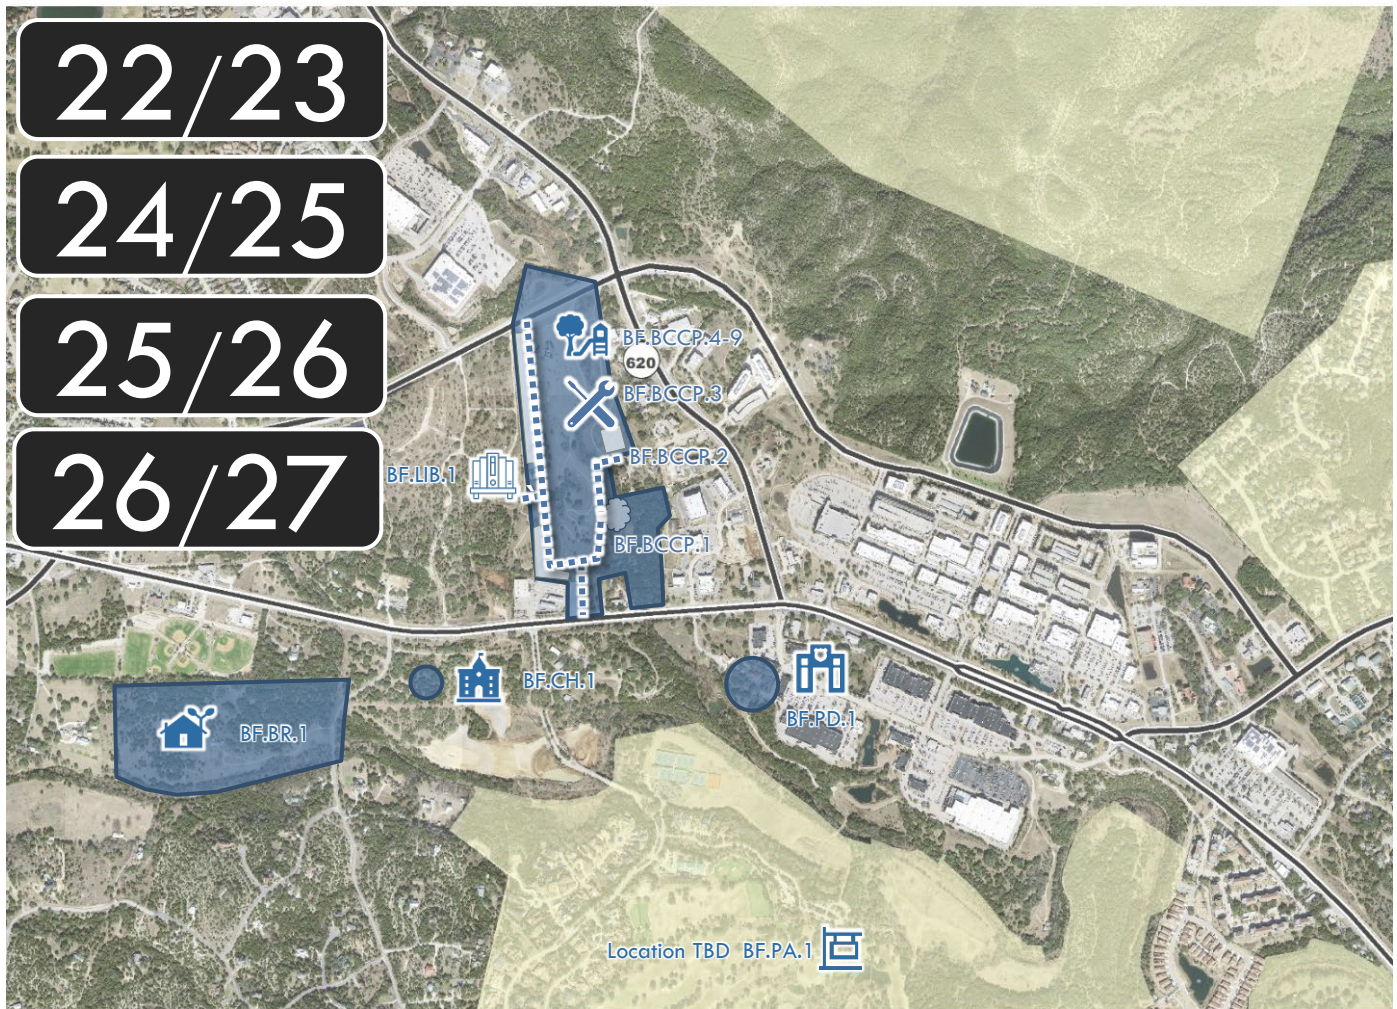 22/23
24/25
25/26
26/27
BF.BCCP.4-9
620
BF.BCCP.3
BF.BCCP.2
BF.LIB.1
BF.BCCP.1
BF.CH.1
BF.PD.1
BF.BR.1
Location TBD BF.PA.1